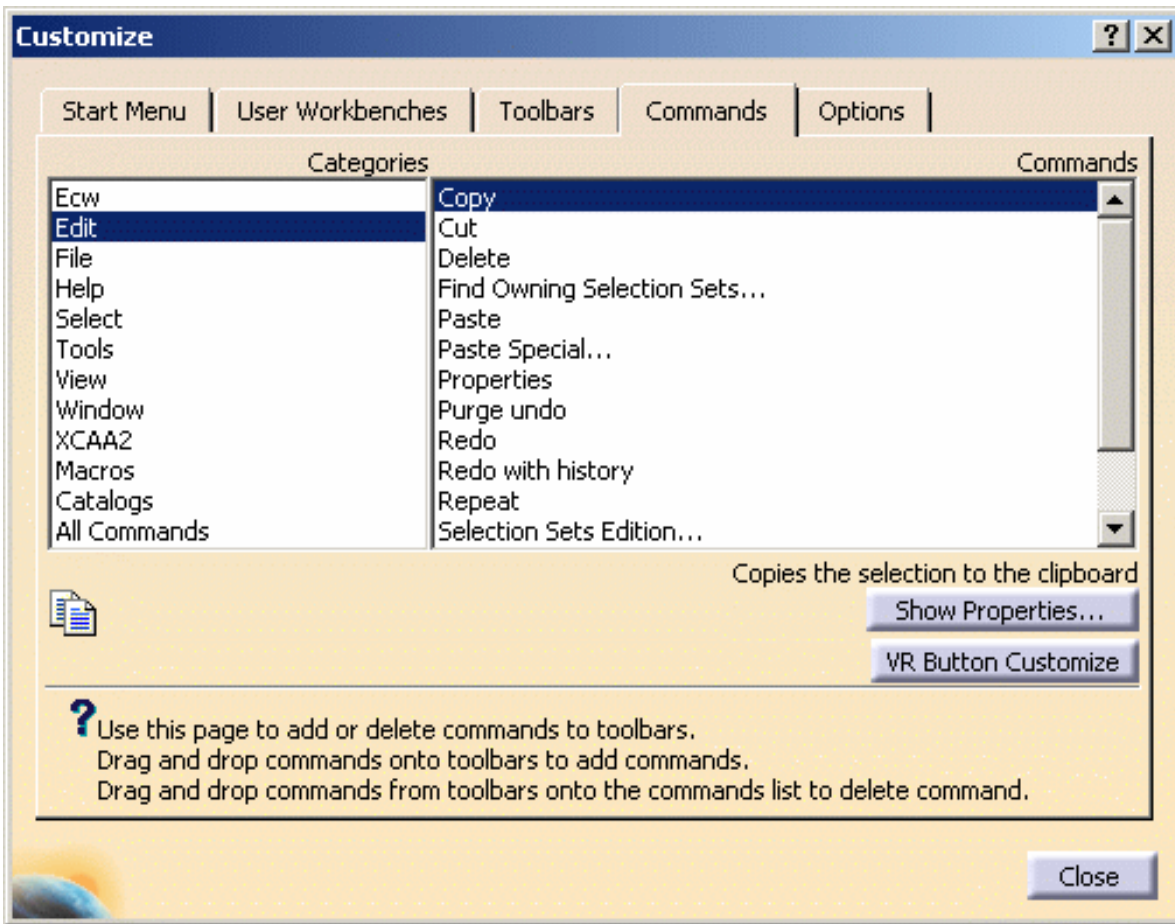 Customize
Start Menu
User Workbenches
Toolbars
Commands
Options
Categories
Commands
Ecw
Edit
File
Help
Select
Tools
View
Window
XCAA2
Macros
Catalogs
All Commands
Copy
Cut
Delete
Find Owning Selection Sets...
Paste
Paste Special...
Properties
Purge undo
Redo
Redo with history
Repeat
Selection Sets Edition...
Copies the selection to the clipboard
Show Properties...
VR Button Customize
Use this page to add or delete commands to toolbars.
Drag and drop commands onto toolbars to add commands.
Drag and drop commands from toolbars onto the commands list to delete command.
Close